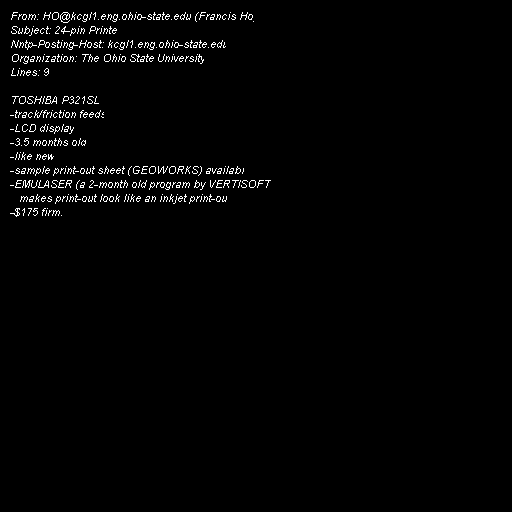 From: HO@kcgl1.eng.ohio-state.edu (Francis Ho
Subject: 24-pin Printe
Nntp-Posting-Host: kcgl1.eng.ohio-state.edu
Organization: The Ohio State University
Lines: 9

TOSHIBA P321SL
-track/friction feeds
-LCD display
-3.5 months old
-like new
-sample print-out sheet (GEOWORKS) availabl
-EMULASER (a 2-month old program by VERTISOFT
makes print-out look like an inkjet print-ou
-$175 firm.